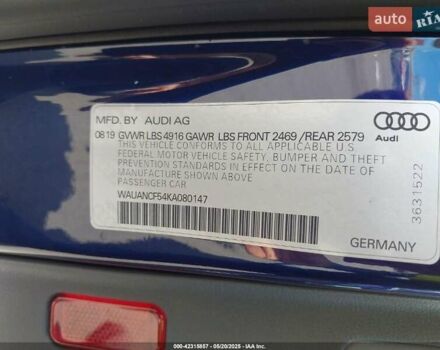 auto
RIA
MFD. BY AUDI AG
08 19 GVWR LBS 4916 GAWR LBS FRONT 2469 /REAR 2579
THIS VEHICLE CONFORMS TO ALL APPLICABLE U.S
FEDERAL MOTOR VEHICLE SAFETY, BUMPER AND THEFT
PREVENTION STANDARDS IN EFFECT ON THE DATE OF
MANUFACTURE SHOWN ABOVE.
PASSENGER CAR
WAUANCF54KA080147
Audi
3631522
GERMANY
000-42315857 - 05/20/2025 - IAA Inc.